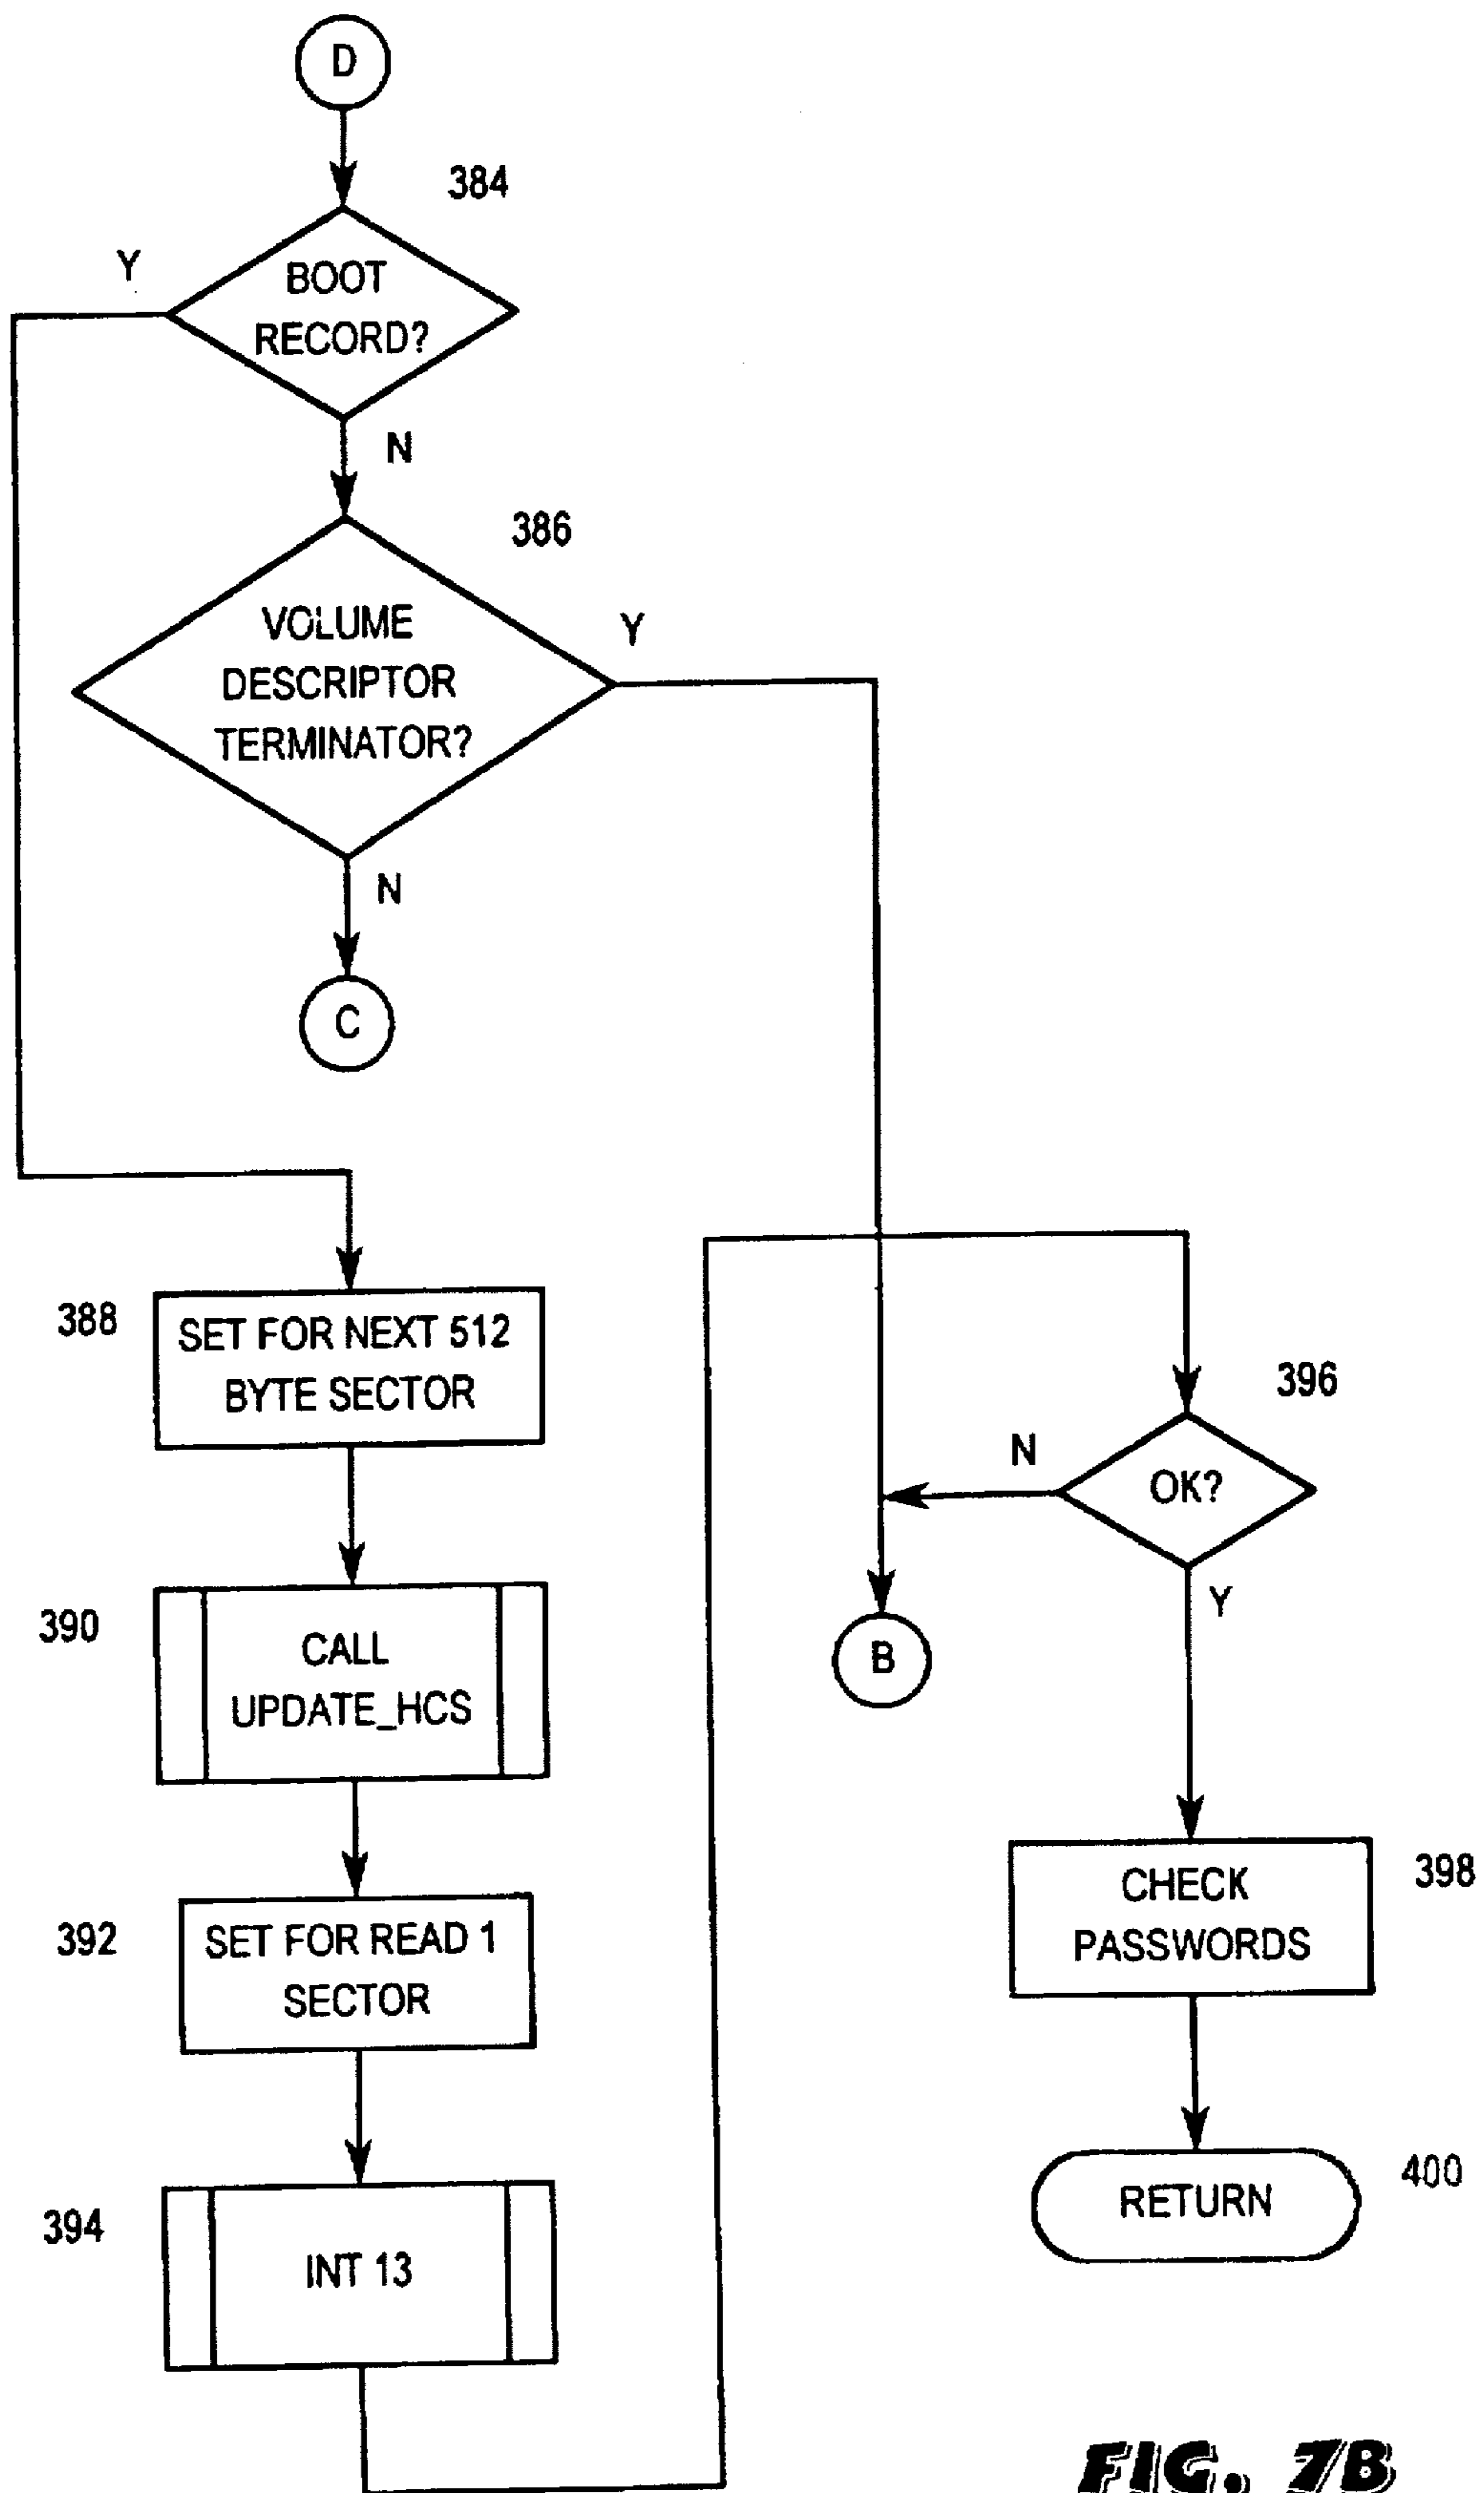 D
384
Y
BOOT
RECORD?
N
386
VOLUME
DESCRIPTOR
TERMINATOR?
Y
N
C
388
SET FOR NEXT 512
BYTE SECTOR
390
CALL
UPDATE_HCS
392
SET FOR READ 1
SECTOR
394
INT 13
396
OK?
N
Y
B
398
CHECK
PASSWORDS
400
RETURN
FIG. 7B